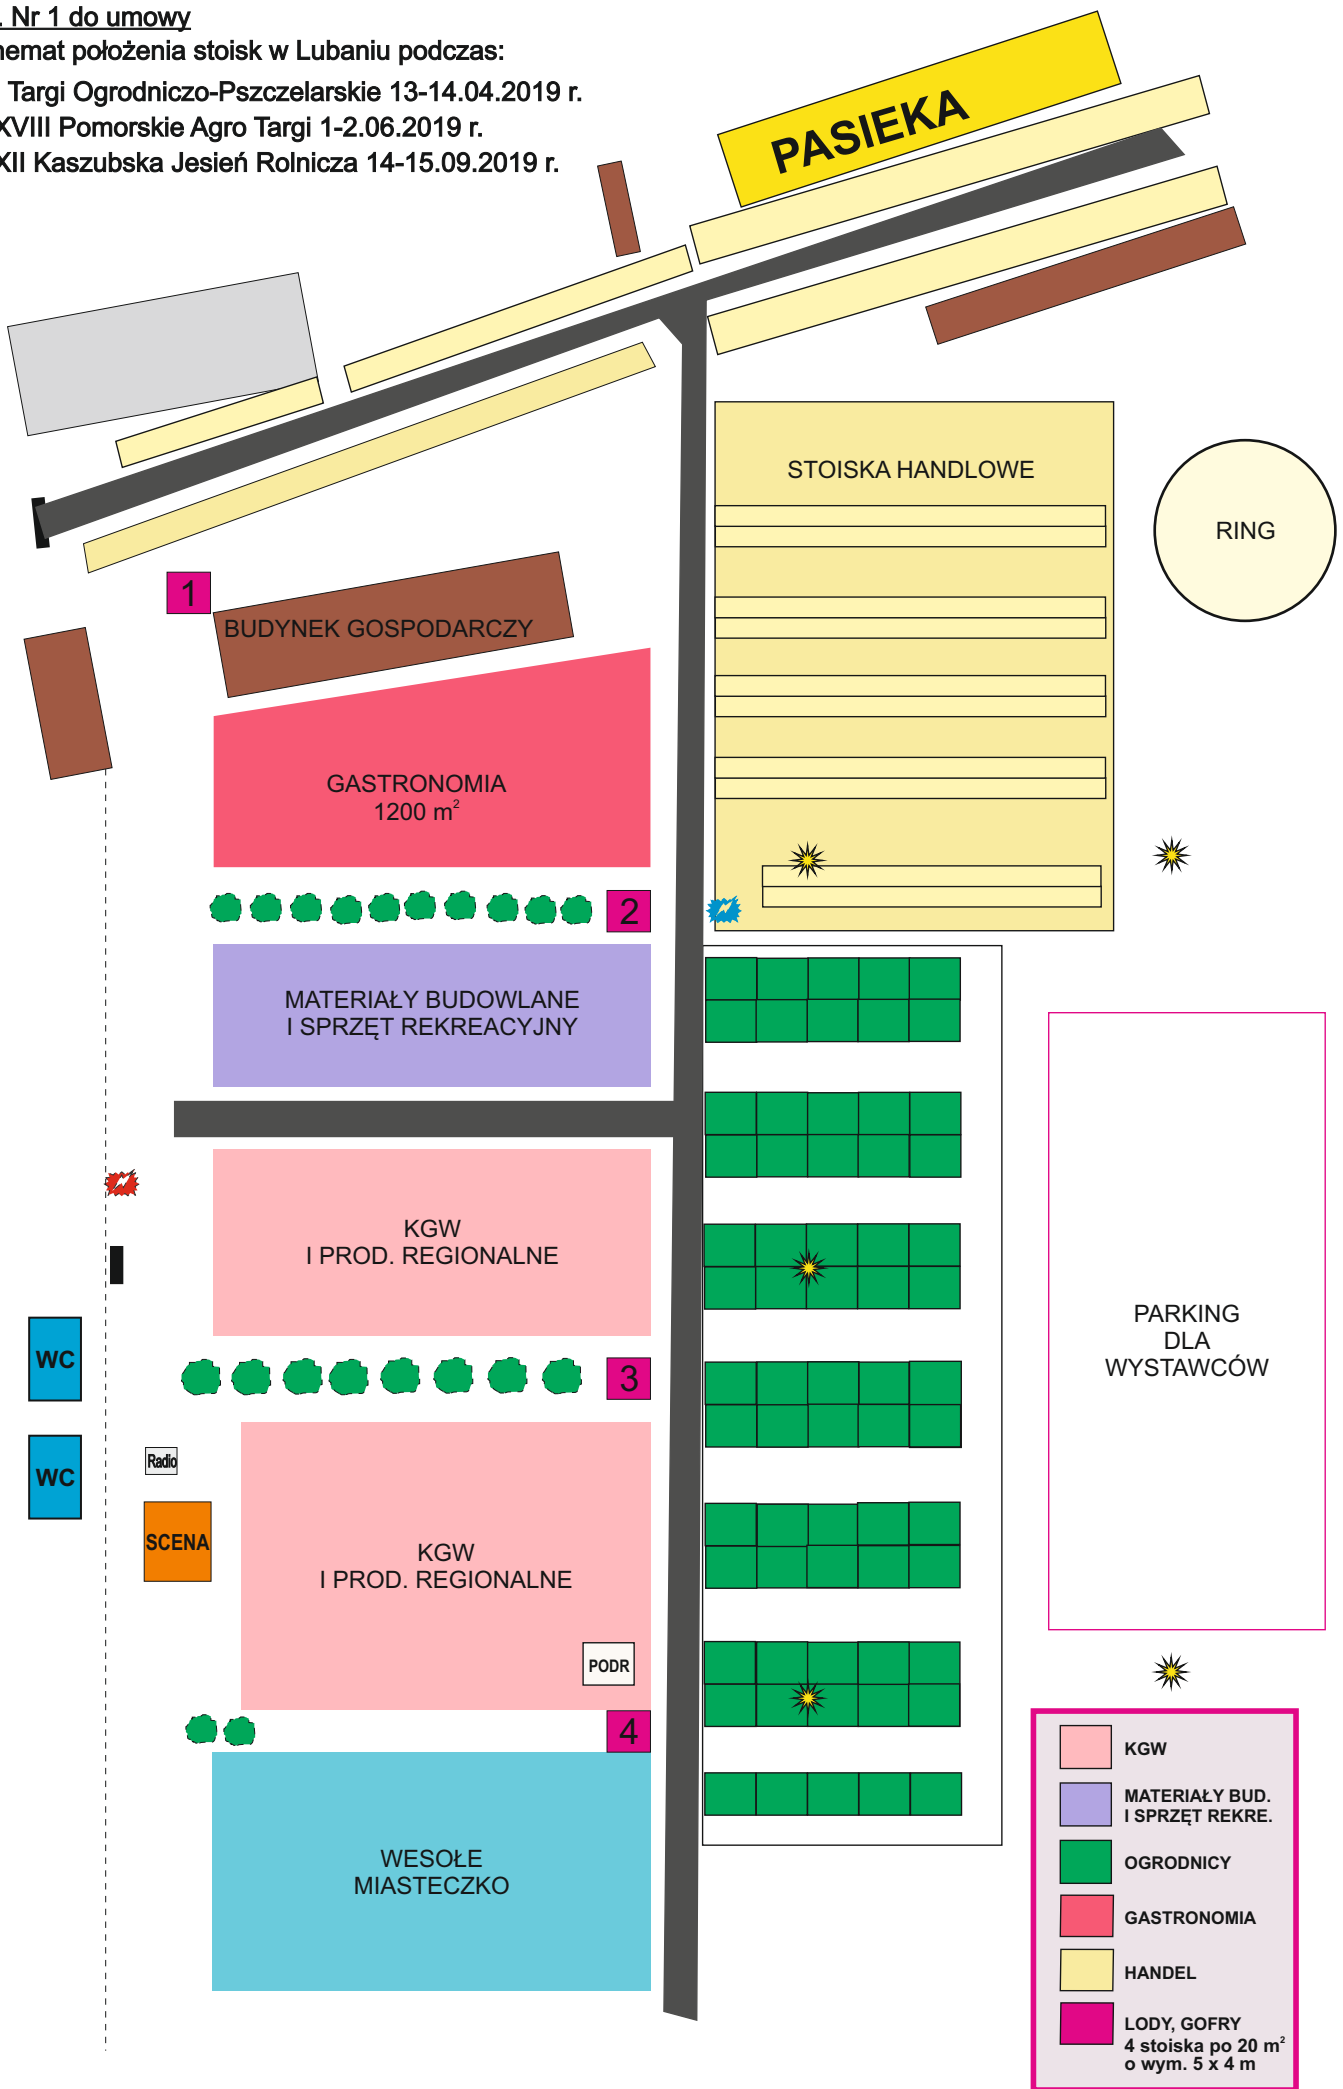 . Nr 1 do umowy
hemat położenia stoisk w Lubaniu podczas:
Targi Ogrodniczo-Pszczelarskie 13-14.04.2019 r.
XVIII Pomorskie Agro Targi 1-2.06.2019 r.
XII Kaszubska Jesień Rolnicza 14-15.09.2019 r.
PASIEKA
STOISKA HANDLOWE
RING
1
BUDYNEK GOSPODARCZY
GASTRONOMIA
1200 m²
2
MATERIAŁY BUDOWLANE
I SPRZĘT REKREACYJNY
KGW
I PROD. REGIONALNE
WC
3
PARKING
DLA
WYSTAWCÓW
WC
Radio
SCENA
KGW
I PROD. REGIONALNE
PODR
4
WESOŁE
MIASTECZKO
KGW
MATERIAŁY BUD.
I SPRZĘT REKRE.
OGRODNICY
GASTRONOMIA
HANDEL
LODY, GOFRY
4 stoiska po 20 m²
o wym. 5 x 4 m